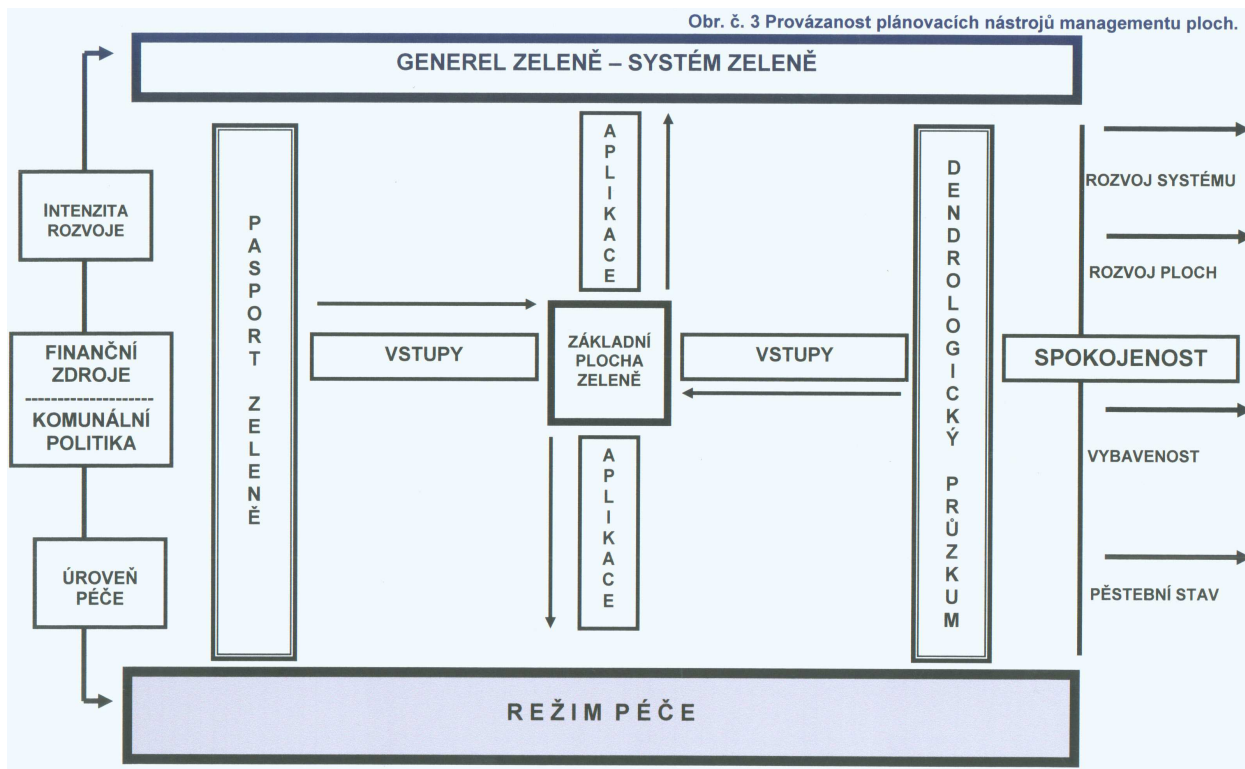 Obr. č. 3 Provázanost plánovacích nástrojů managementu ploch.
GENEREL ZELENĚ – SYSTÉM ZELENĚ
INTENZITA
ROZVOJE
FINANČNÍ
ZDROJE
---------------------
KOMUNÁLNÍ
POLITIKA
ÚROVEŇ
PÉČE
PASPORT ZELENĚ
VSTUPY
APLIKACE
ZÁKLADNÍ
PLOCHA
ZELENĚ
APLIKACE
VSTUPY
DENDROLOGICKÝ PRŮZKUM
SPOKOJENOST
ROZVOJ SYSTÉMU
ROZVOJ PLOCH
VYBAVENOST
PĚSTEBNÍ STAV
REŽIM PÉČE